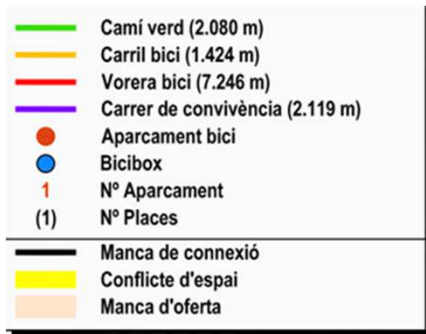 Camí verd (2.080 m)
Carril bici (1.424 m)
Vorera bici (7.246 m)
Carrer de convivència (2.119 m)
Aparcament bici
Bicibox
1 Nº Aparcament
(1) Nº Places
Manca de connexió
Conflicte d'espai
Manca d'oferta